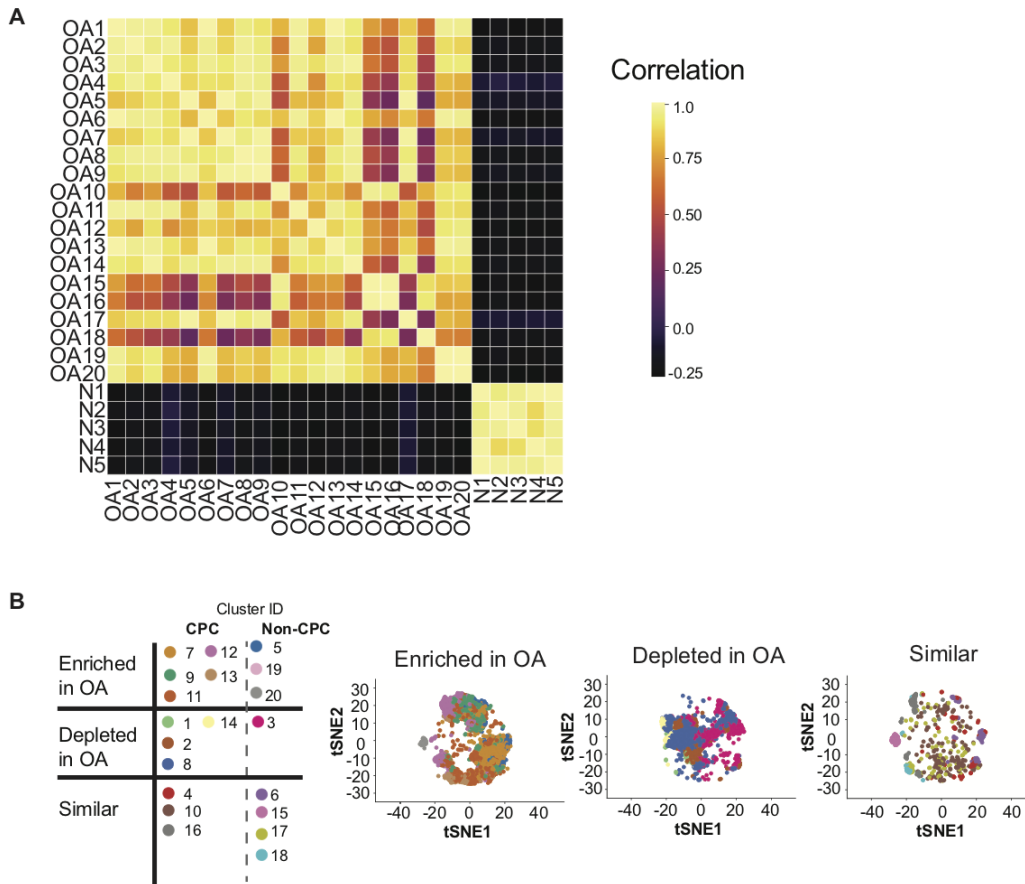 A
OA1
OA2
OA3
OA4
OA5
OA6
OA7
OA8
OA9
OA10
OA11
OA12
OA13
OA14
OA15
OA16
OA17
OA18
OA19
OA20
N1
N2
N3
N4
N5
OA1 OA2 OA3 OA4 OA5 OA6 OA7 OA8 OA9 OA10 OA11 OA12 OA13 OA14 OA15 OA16 OA17 OA18 OA19 OA20 N1 N2 N3 N4 N5
Correlation
1.0
0.75
0.50
0.25
0.0
-0.25
B
Cluster ID
CPC Non-CPC
Enriched in OA
7 12 5
9 13 19
11 20
Depleted in OA
1 14 3
2
8
Similar
4 6
10 15
16 17
18
Enriched in OA
tSNE2
30
20
10
0
-10
-20
-30
-40 -20 0 20 40
tSNE1
Depleted in OA
tSNE2
30
20
10
0
-10
-20
-30
-40 -20 0 20 40
tSNE1
Similar
tSNE2
30
20
10
0
-10
-20
-30
-40 -20 0 20 40
tSNE1